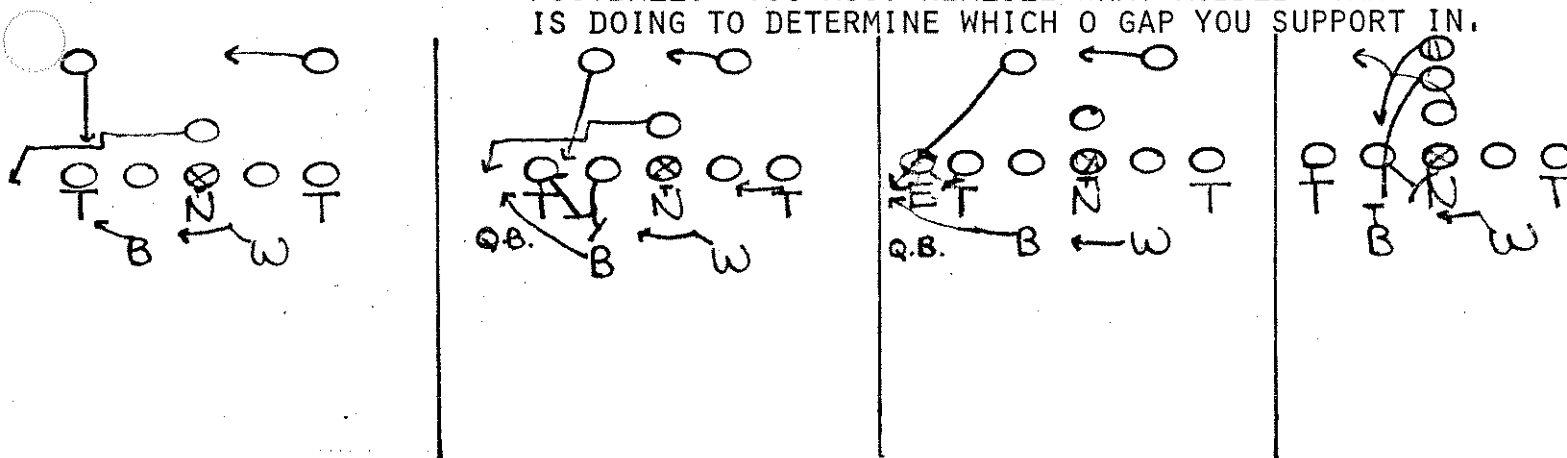 IS DOING TO DETERMINE WHICH O GAP YOU SUPPORT IN.
T N T
B W
T N T
Q.B. B W
E T N T
Q.B. B W
T N T
B W